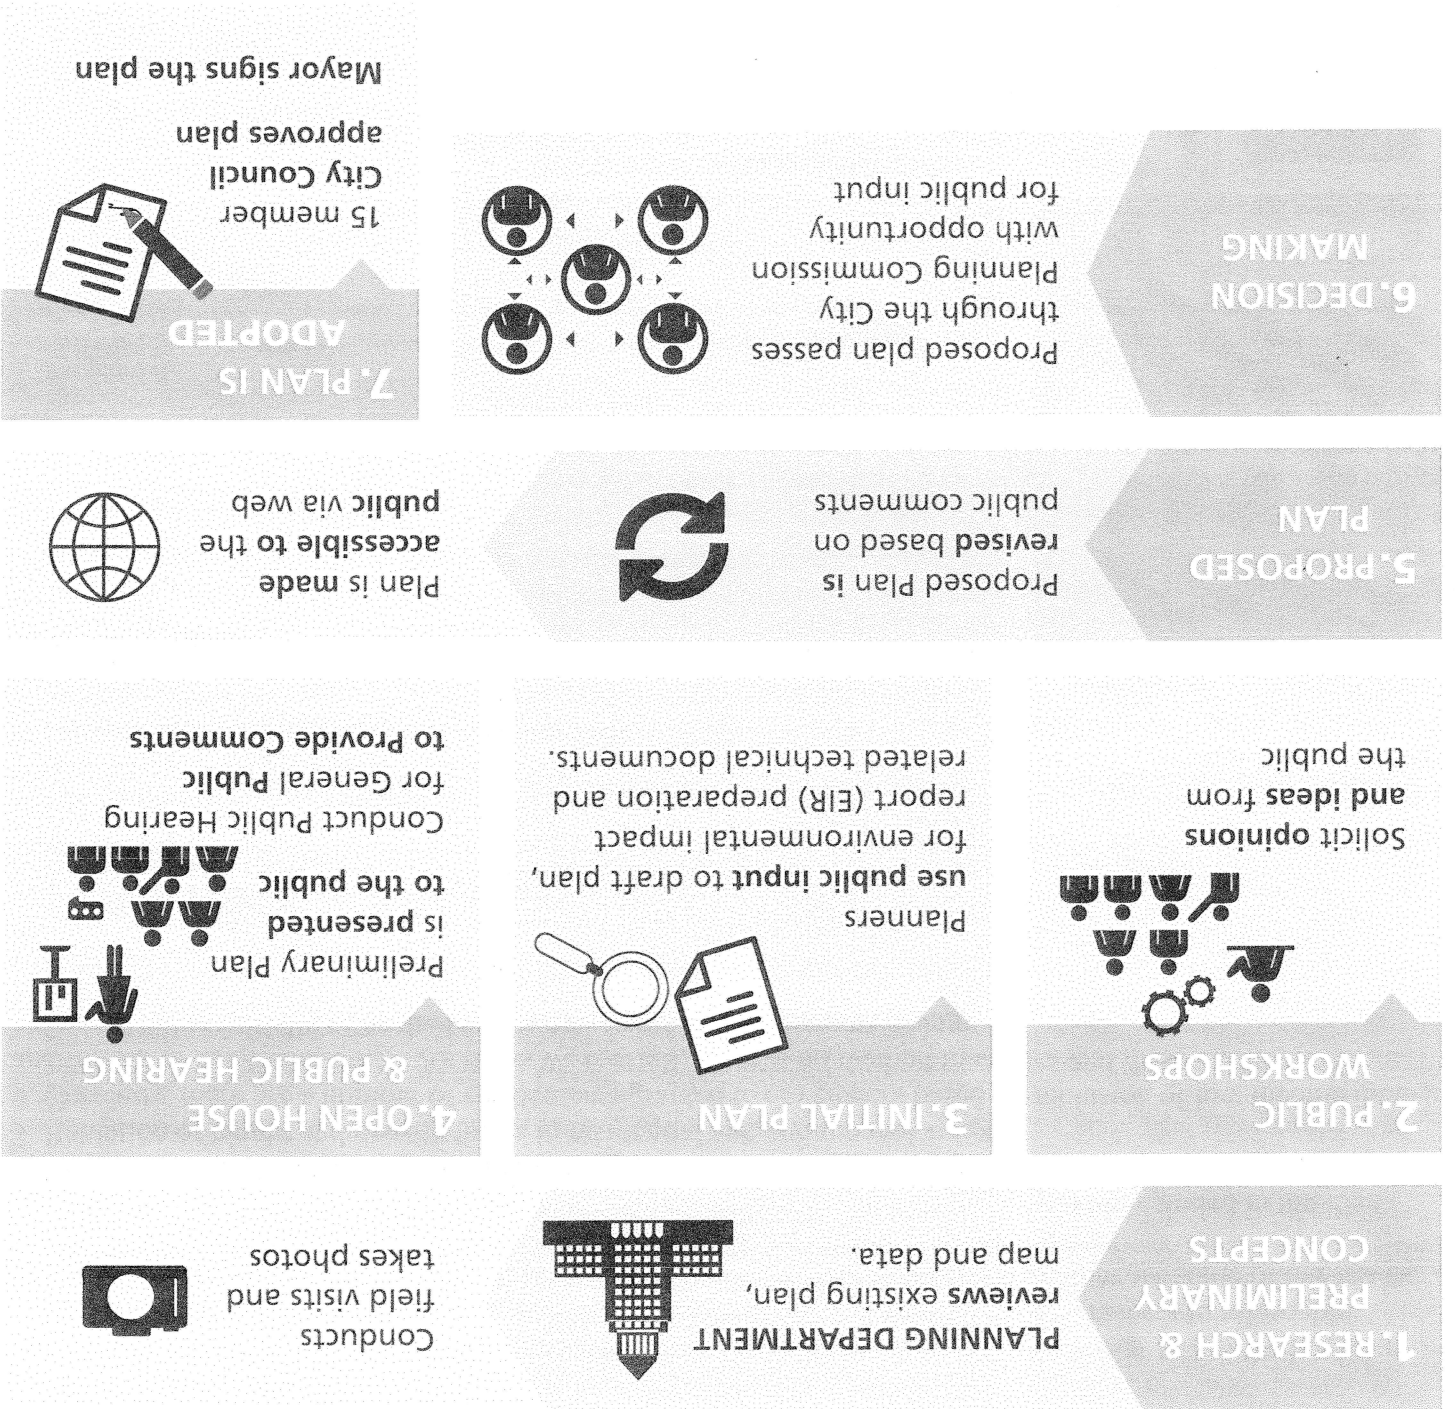 1. RESEARCH &
PRELIMINARY
CONCEPTS
PLANNING DEPARTMENT
reviews existing plan,
map and data.
Conducts
field visits and
takes photos
2. PUBLIC
WORKSHOPS
Solicit opinions
and ideas from
the public
3. INITIAL PLAN
Planners
use public input to draft plan,
for environmental impact
report (EIR) preparation and
related technical documents.
4. OPEN HOUSE
& PUBLIC HEARING
Preliminary Plan
is presented
to the public
Conduct Public Hearing
for General Public
to Provide Comments
5. PROPOSED
PLAN
Proposed Plan is
revised based on
public comments
Plan is made
accessible to the
public via web
6. DECISION
MAKING
Proposed plan passes
through the City
Planning Commission
with opportunity
for public input
7. PLAN IS
ADOPTED
15 member
City Council
approves plan
Mayor signs the plan